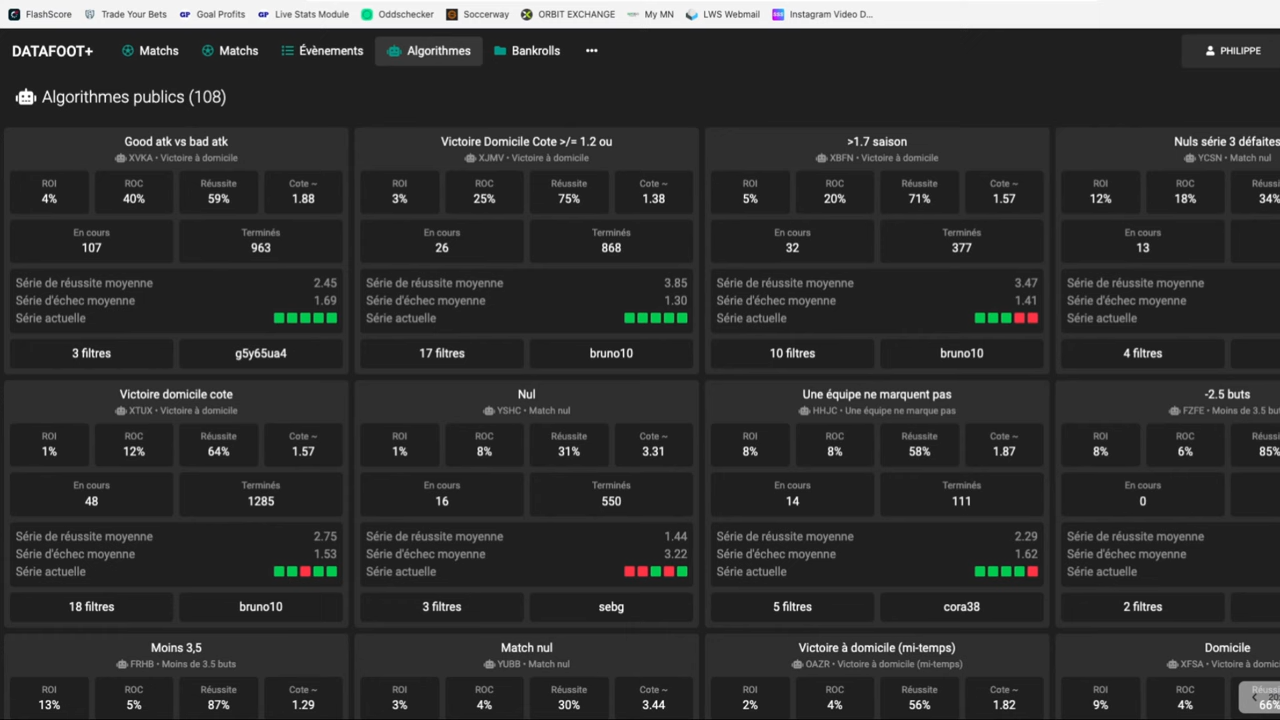 FlashScore Trade Your Bets Goal Profits Live Stats Module Oddschecker Soccerway ORBIT EXCHANGE My MN LWS Webmail Instagram Video D...
DATAFOOT+ Matchs Matchs Évènements Algorithmes Bankrolls ••• PHILIPPE
Algorithmes publics (108)
Good atk vs bad atk
XVKA • Victoire à domicile
ROI ROC Réussite Cote ~
4% 40% 59% 1.88
En cours Terminés
107 963
Série de réussite moyenne 2.45
Série d'échec moyenne 1.69
Série actuelle
3 filtres g5y65ua4
Victoire Domicile Cote >/= 1.2 ou
XJMV • Victoire à domicile
ROI ROC Réussite Cote ~
3% 25% 75% 1.38
En cours Terminés
26 868
Série de réussite moyenne 3.85
Série d'échec moyenne 1.30
Série actuelle
17 filtres bruno10
>1.7 saison
XBFN • Victoire à domicile
ROI ROC Réussite Cote ~
5% 20% 71% 1.57
En cours Terminés
32 377
Série de réussite moyenne 3.47
Série d'échec moyenne 1.41
Série actuelle
10 filtres bruno10
Nuls série 3 défaites
YCSN • Match nul
ROI ROC Réuss
12% 18% 34%
En cours
13
Série de réussite moyenne
Série d'échec moyenne
Série actuelle
4 filtres
Victoire domicile cote
XTUX • Victoire à domicile
ROI ROC Réussite Cote ~
1% 12% 64% 1.57
En cours Terminés
48 1285
Série de réussite moyenne 2.75
Série d'échec moyenne 1.53
Série actuelle
18 filtres bruno10
Nul
YSHC • Match nul
ROI ROC Réussite Cote ~
1% 8% 31% 3.31
En cours Terminés
16 550
Série de réussite moyenne 1.44
Série d'échec moyenne 3.22
Série actuelle
3 filtres sebg
Une équipe ne marquent pas
HHJC • Une équipe ne marque pas
ROI ROC Réussite Cote ~
8% 8% 58% 1.87
En cours Terminés
14 111
Série de réussite moyenne 2.29
Série d'échec moyenne 1.62
Série actuelle
5 filtres cora38
-2.5 buts
FZFE • Moins de 3.5 but
ROI ROC Réuss
8% 6% 85%
En cours
0
Série de réussite moyenne
Série d'échec moyenne
Série actuelle
2 filtres
Moins 3,5
FRHB • Moins de 3.5 buts
ROI ROC Réussite Cote ~
13% 5% 87% 1.29
Match nul
YUBB • Match nul
ROI ROC Réussite Cote ~
3% 4% 30% 3.44
Victoire à domicile (mi-temps)
OAZR • Victoire à domicile (mi-temps)
ROI ROC Réussite Cote ~
2% 4% 56% 1.82
Domicile
XFSA • Victoire à domic
ROI ROC Réuss
9% 4% 66%